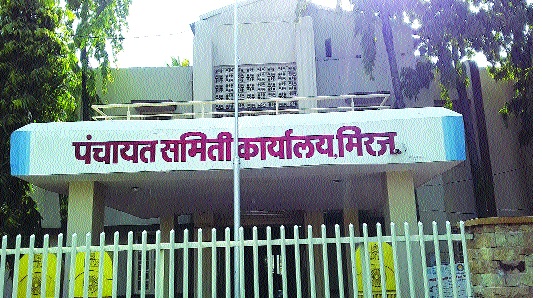 पंचायत समिती कार्यालय, मिरज.